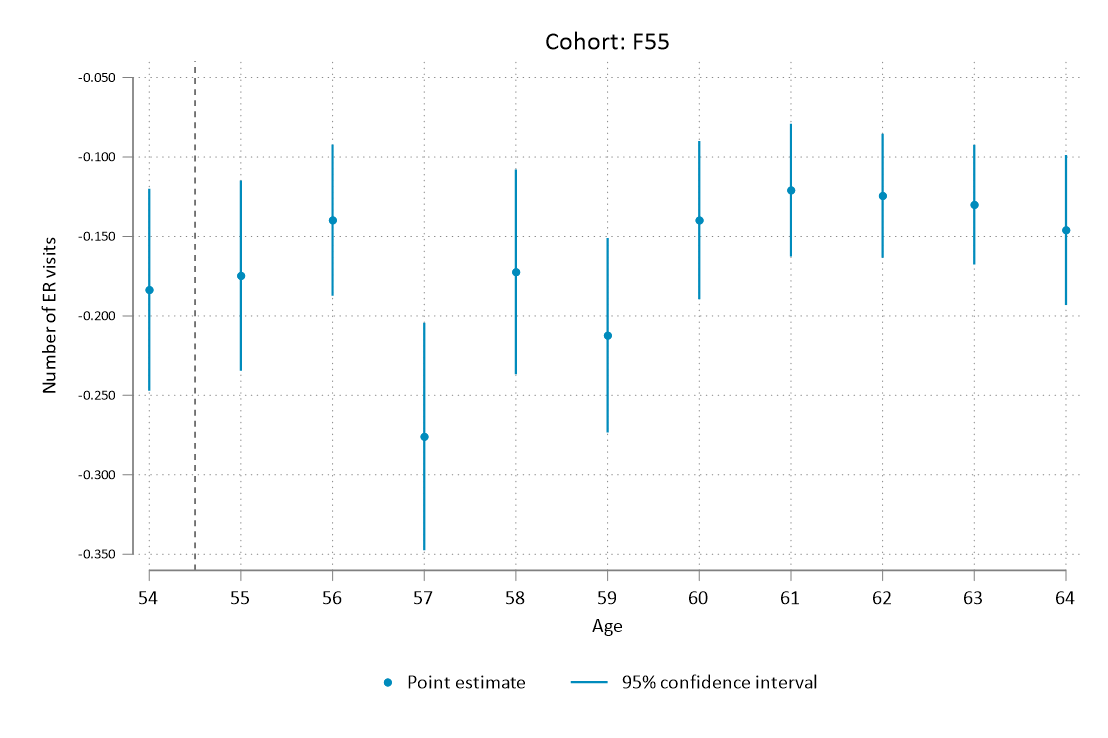 Cohort: F55
-0.050
-0.100
-0.150
-0.200
-0.250
-0.300
-0.350
Number of ER visits
54 55 56 57 58 59 60 61 62 63 64
Age
Point estimate 95% confidence interval